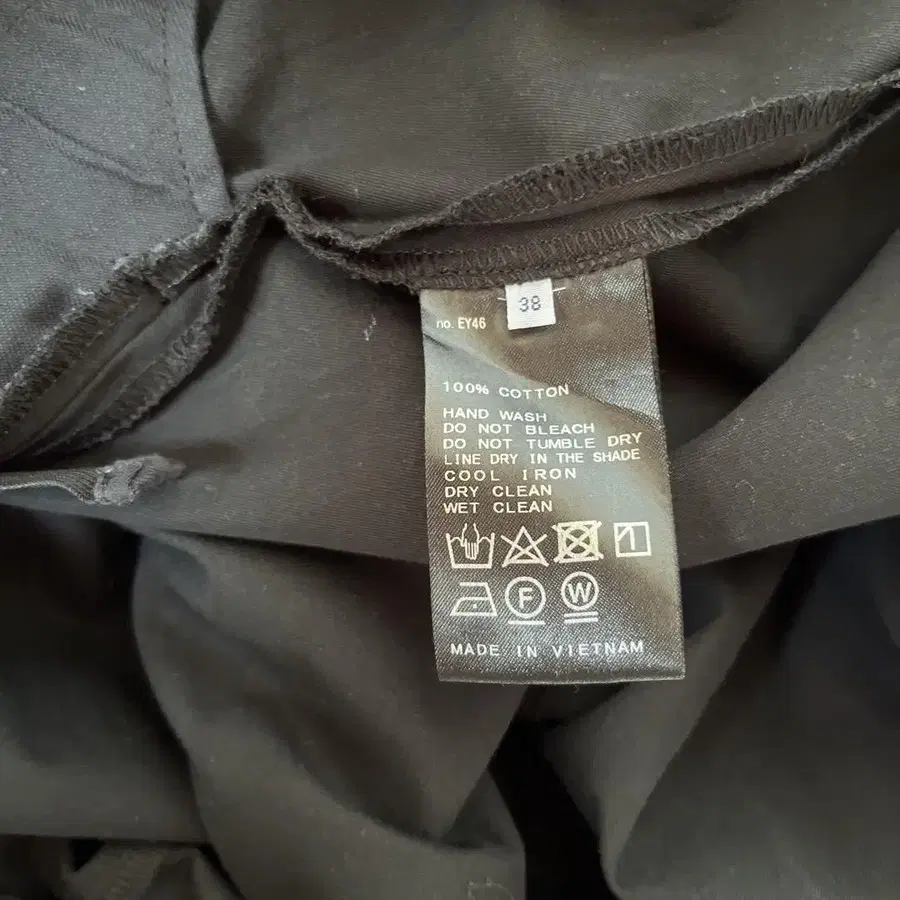 38
no. EY46
100% COTTON
HAND WASH
DO NOT BLEACH
DO NOT TUMBLE DRY
LINE DRY IN THE SHADE
COOL IRON
DRY CLEAN
WET CLEAN
F
W
MADE IN VIETNAM